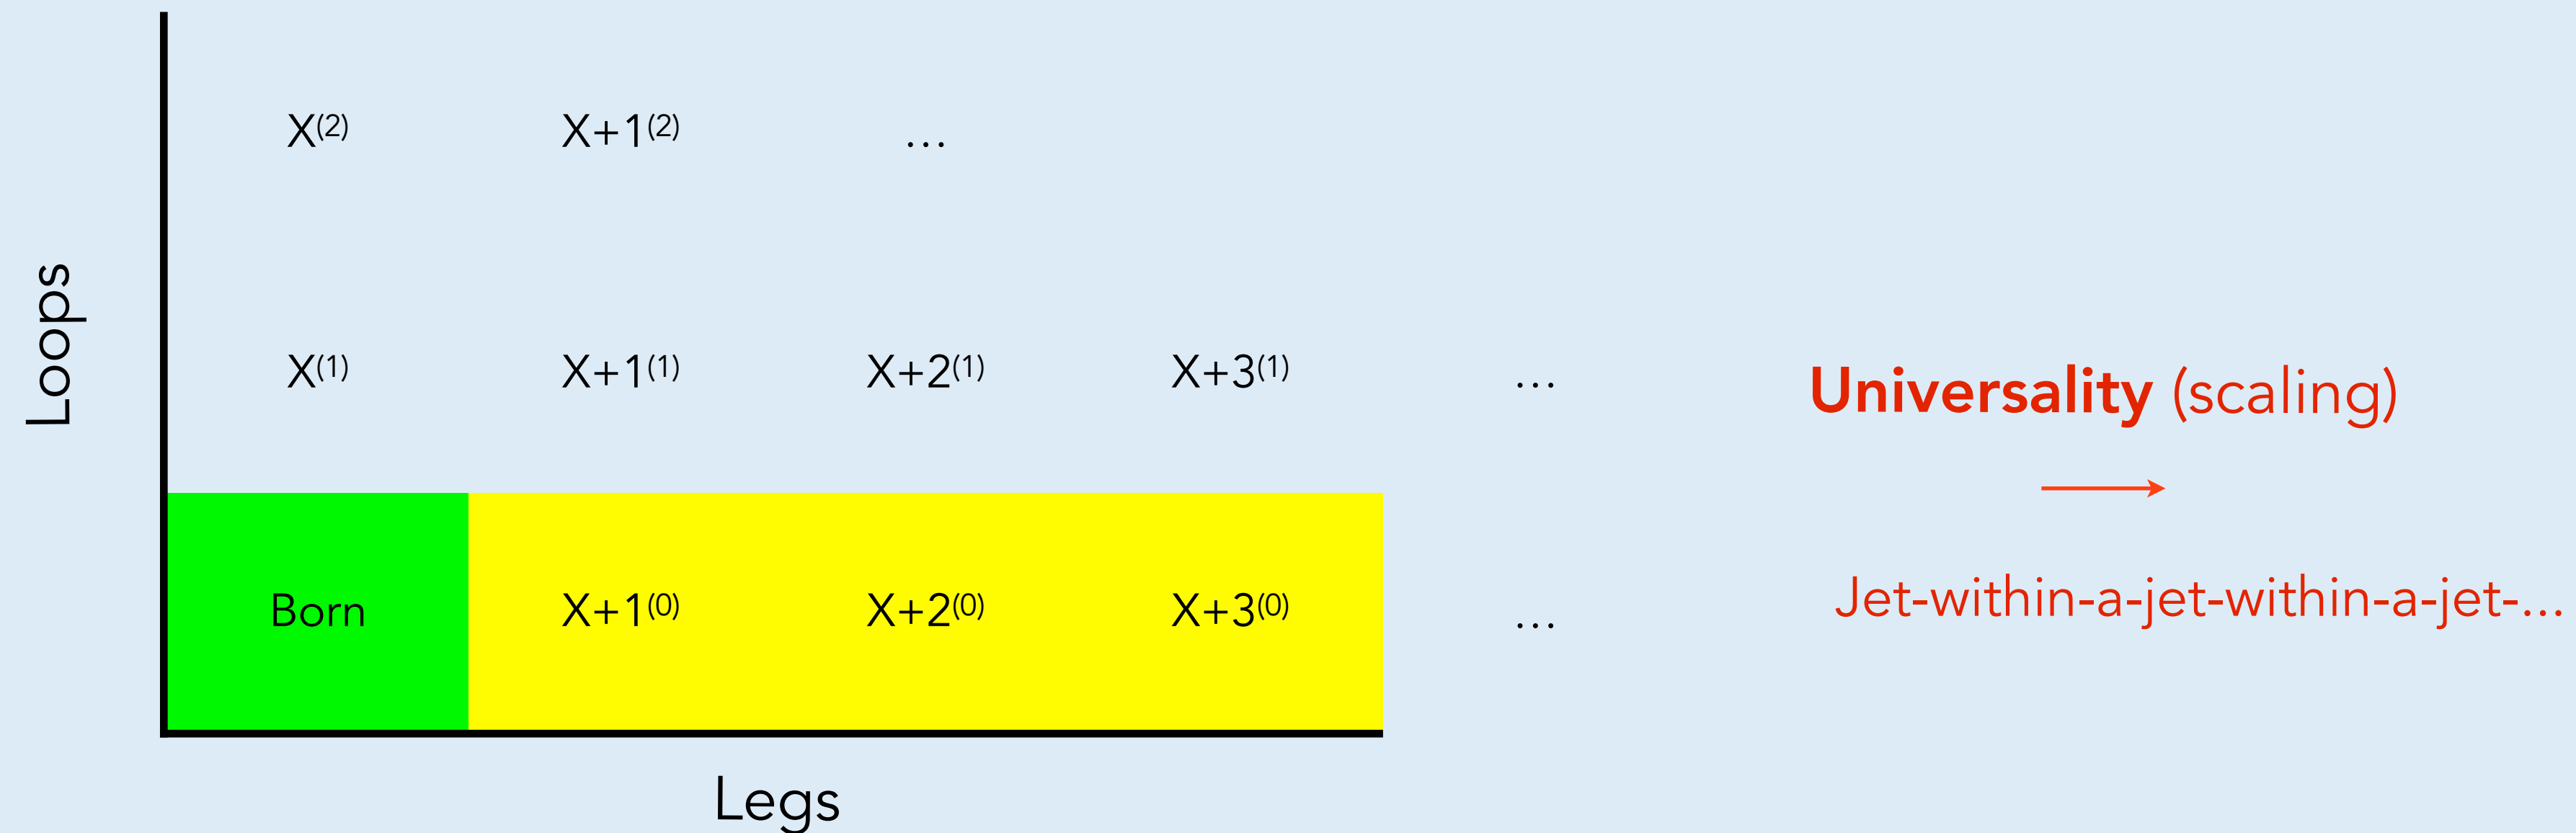 Loops
X(2) X+1(2) ...
X(1) X+1(1) X+2(1) X+3(1) ...
Born X+1(0) X+2(0) X+3(0) ...
Legs
Universality (scaling)
Jet-within-a-jet-within-a-jet-...